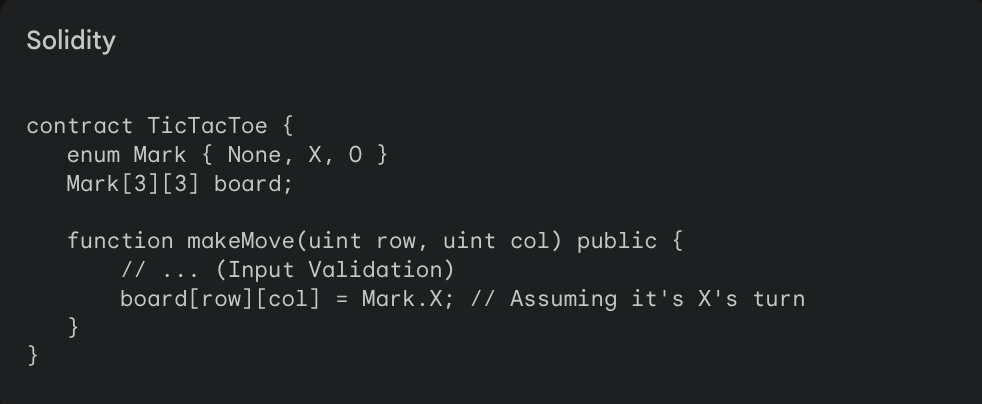 Solidity
contract TicTacToe {
   enum Mark { None, X, O }
   Mark[3][3] board;

   function makeMove(uint row, uint col) public {
       // ... (Input Validation)
       board[row][col] = Mark.X; // Assuming it's X's turn
   }
}